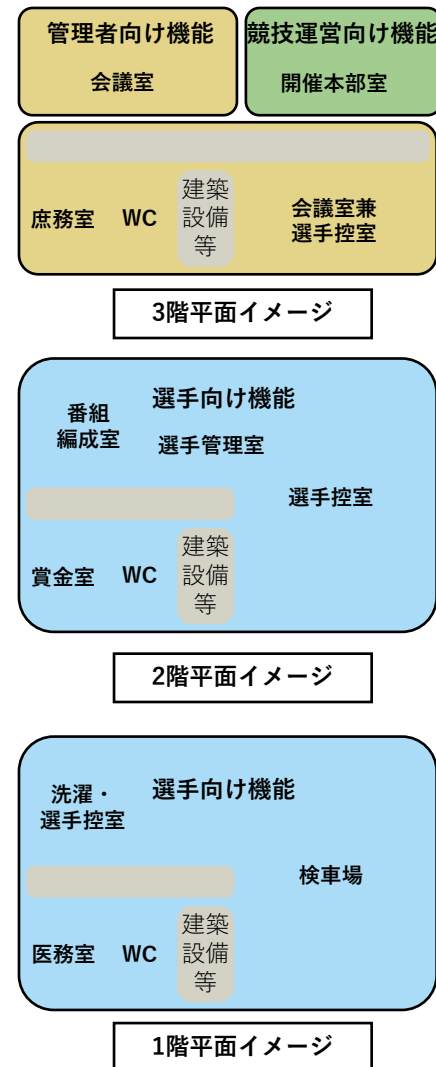 管理者向け機能
会議室
競技運営向け機能
開催本部室
庶務室
WC
建築
設備
等
会議室兼
選手控室
3階平面イメージ
選手向け機能
番組
編成室
選手管理室
選手控室
賞金室
WC
建築
設備
等
2階平面イメージ
選手向け機能
洗濯・
選手控室
検車場
医務室
WC
建築
設備
等
1階平面イメージ